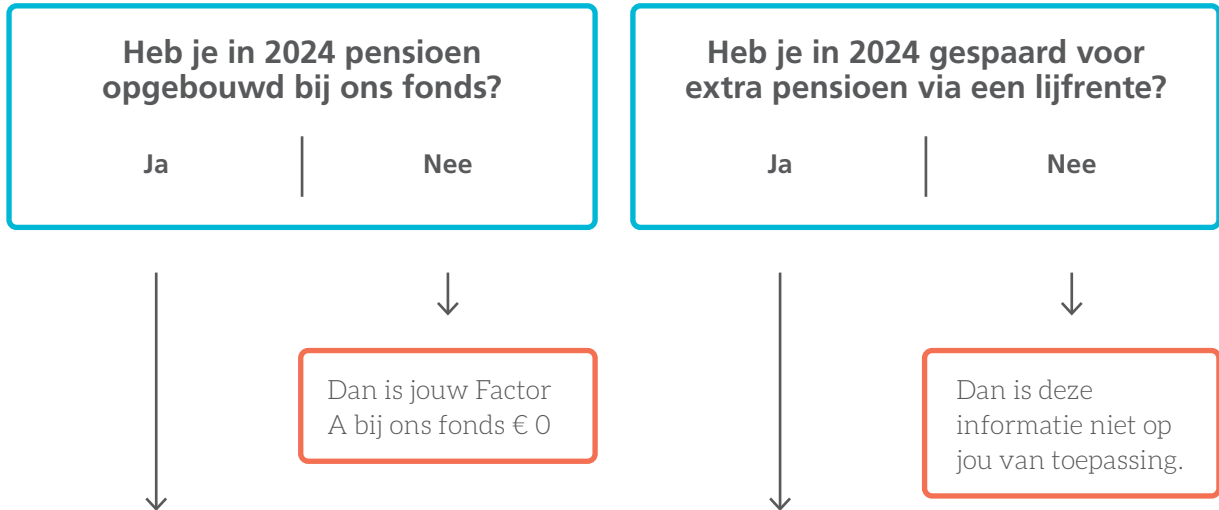 Heb je in 2024 pensioen
opgebouwd bij ons fonds?
Ja
Nee
Dan is jouw Factor
A bij ons fonds € 0
Heb je in 2024 gespaard voor
extra pensioen via een lijfrente?
Ja
Nee
Dan is deze
informatie niet op
jou van toepassing.